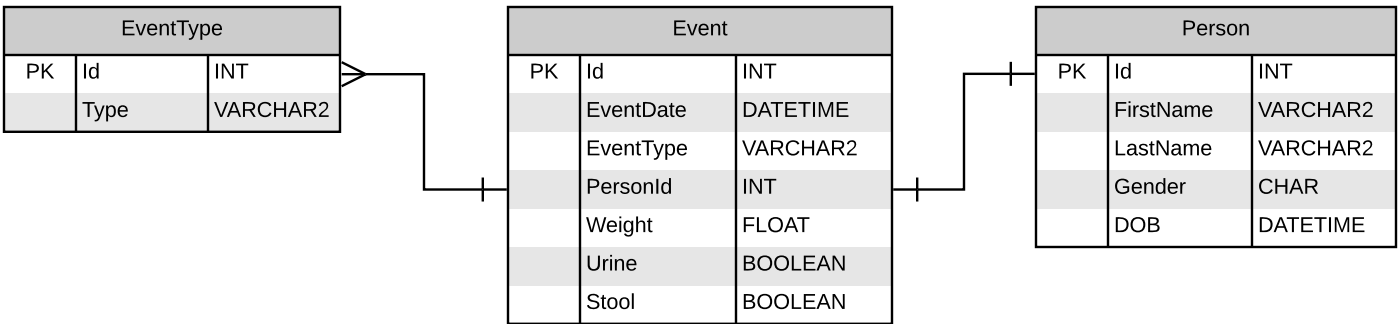 EventType
PK Id INT
Type VARCHAR2
Event
PK Id INT
EventDate DATETIME
EventType VARCHAR2
PersonId INT
Weight FLOAT
Urine BOOLEAN
Stool BOOLEAN
Person
PK Id INT
FirstName VARCHAR2
LastName VARCHAR2
Gender CHAR
DOB DATETIME